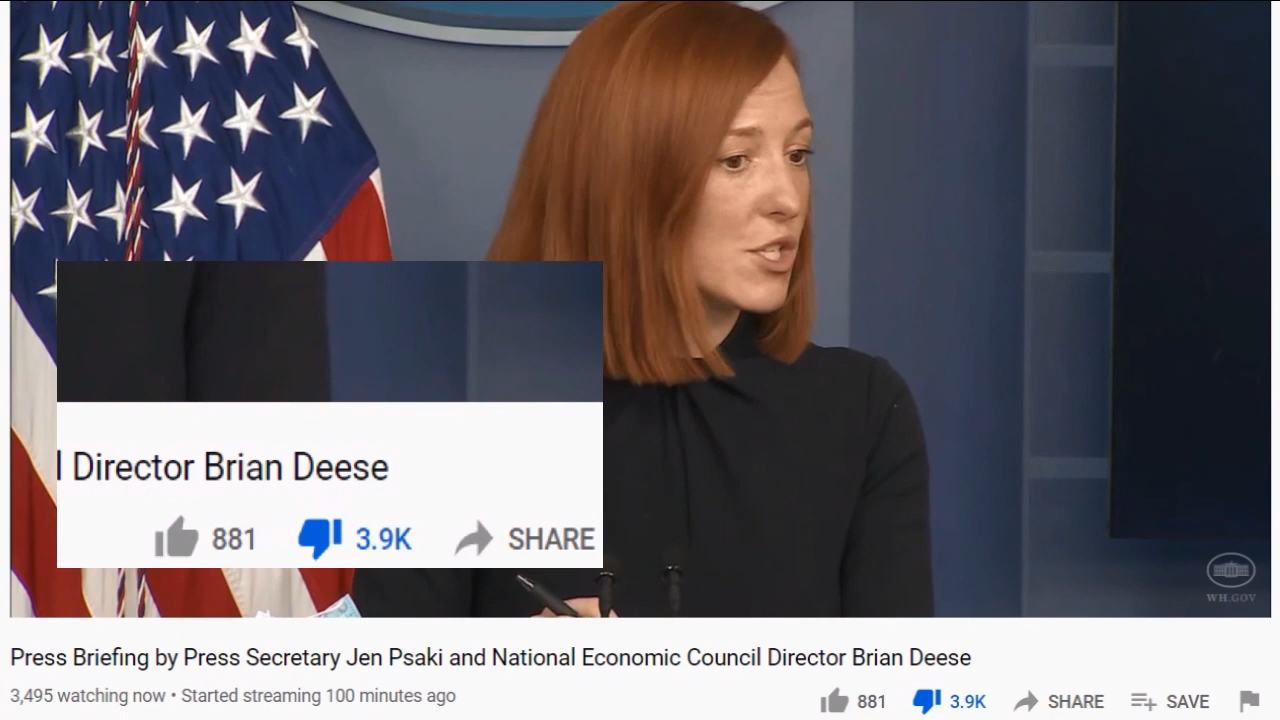 l Director Brian Deese
881 3.9K SHARE
WH.GOV
Press Briefing by Press Secretary Jen Psaki and National Economic Council Director Brian Deese
3,495 watching now • Started streaming 100 minutes ago
881 3.9K SHARE SAVE